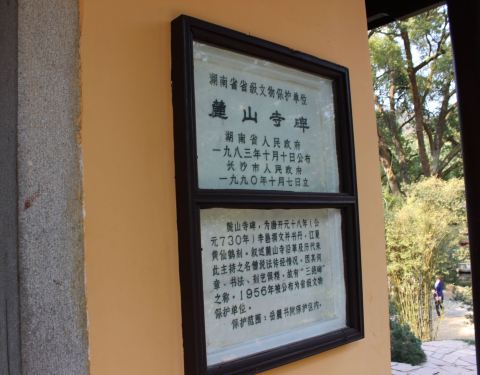 湖南省省级文物保护单位
麓山寺碑
湖南省人民政府
一九八三年十月十日公布
长沙市人民政府
一九九〇年十月七日立
麓山寺碑，为唐开元十八年（公
元730年）李邕撰文并书丹，江夏
黄仙鹤刻。叙述麓山寺沿革及历代来
此主持之名僧说法传经情况。因其词
章、书法、刻艺俱精，故有“三绝碑”
之称。1956年被公布为省级文物
保护单位。
保护范围：岳麓书院保护区内。